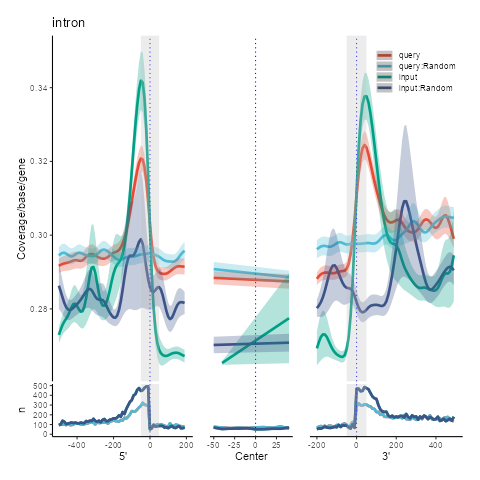 intron
query
query:Random
Input
Input:Random
Coverage/base/gene
0.34
0.32
0.30
0.28
n
500
400
300
200
100
0
-400 -200 0 200
-50 -25 0 25
-200 0 200 400
5' Center 3'